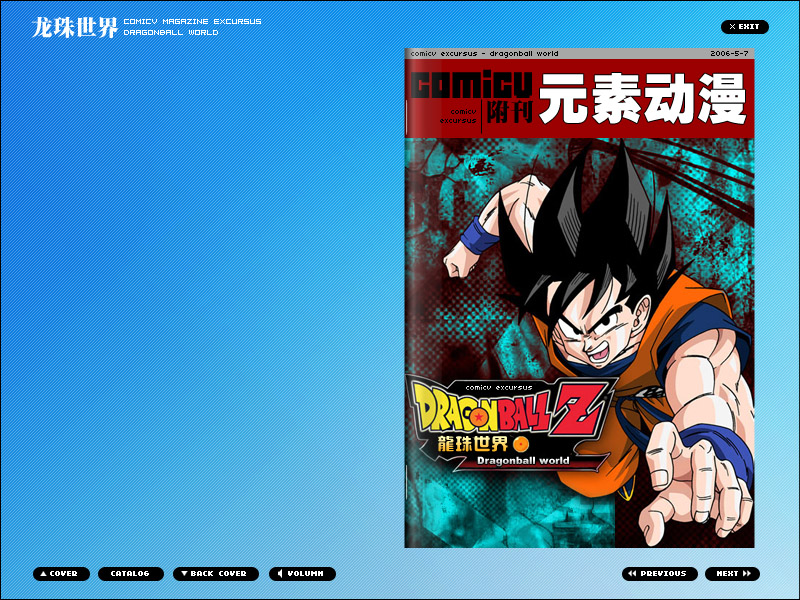 龙珠世界
COMICV MAGAZINE EXCURSUS
DRAGONBALL WORLD
X EXIT
comicv excursus - dragonball world
2006-5-7
comicu
附刊
元素动漫
comicv
excursus
comicv excursus
DRAGONBALL Z
龍珠世界
Dragonball world
COVER
CATALOG
BACK COVER
VOLUMN
PREVIOUS
NEXT